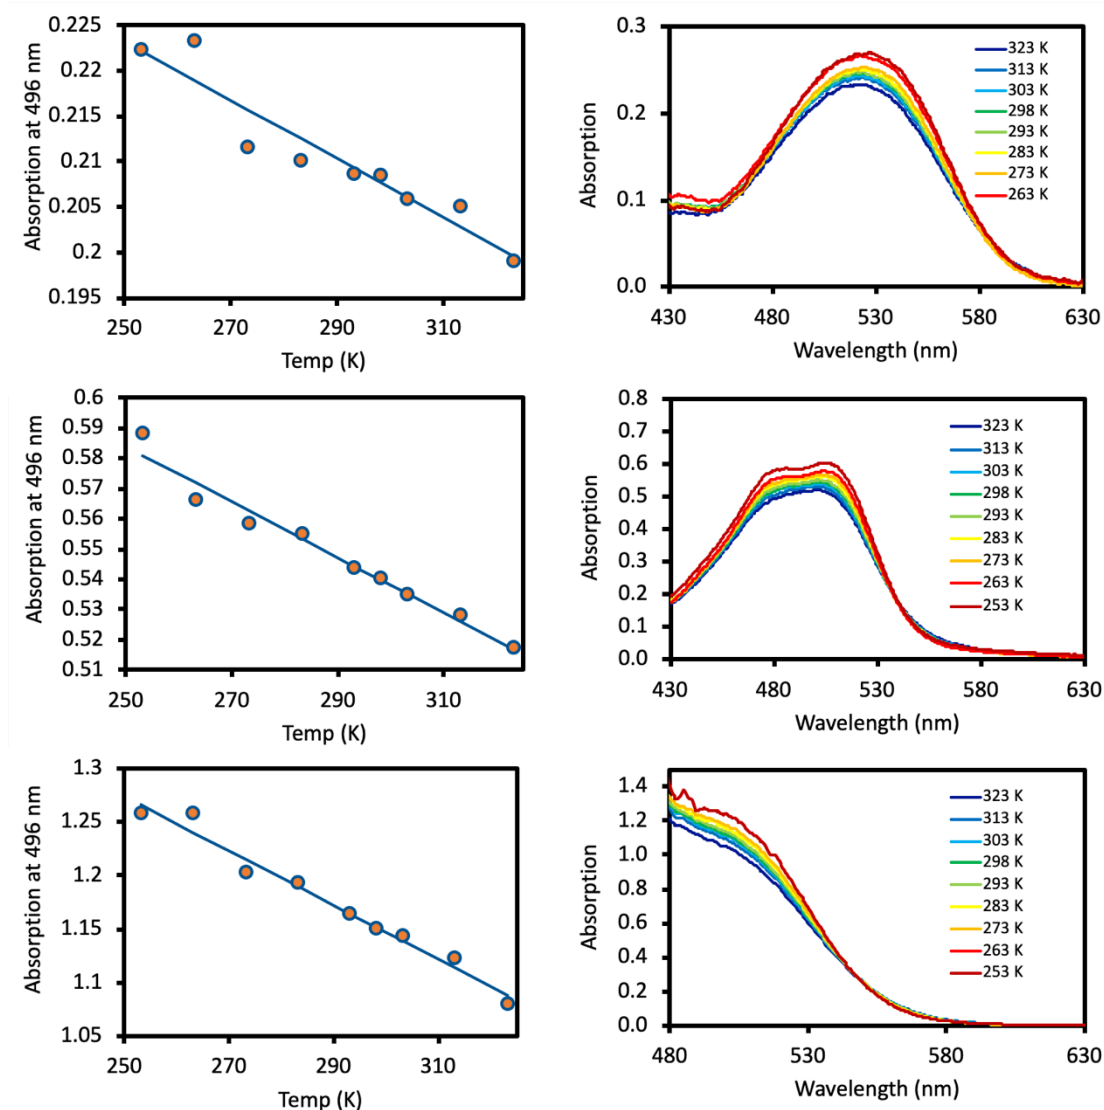 Absorption at 496 nm
0.225
0.22
0.215
0.21
0.205
0.2
0.195
250 270 290 310
Temp (K)
Absorption
0.3
0.2
0.1
0.0
323 K
313 K
303 K
298 K
293 K
283 K
273 K
263 K
430 480 530 580 630
Wavelength (nm)
Absorption at 496 nm
0.6
0.59
0.58
0.57
0.56
0.55
0.54
0.53
0.52
0.51
250 270 290 310
Temp (K)
Absorption
0.8
0.7
0.6
0.5
0.4
0.3
0.2
0.1
0.0
323 K
313 K
303 K
298 K
293 K
283 K
273 K
263 K
253 K
430 480 530 580 630
Wavelength (nm)
Absorption at 496 nm
1.3
1.25
1.2
1.15
1.1
1.05
250 270 290 310
Temp (K)
Absorption
1.4
1.2
1.0
0.8
0.6
0.4
0.2
0.0
323 K
313 K
303 K
298 K
293 K
283 K
273 K
263 K
253 K
480 530 580 630
Wavelength (nm)